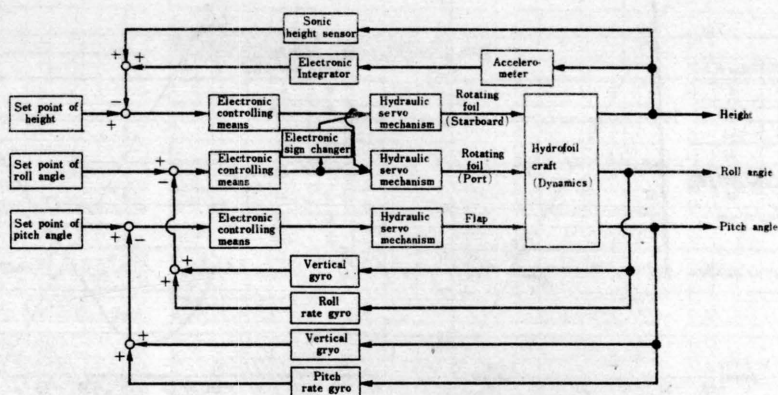 Sonic
height sensor
+
+
Electronic
Integrator
Accelero-
meter
−
Set point of
height
+
Electronic
controlling
means
Hydraulic
servo
mechanism
Rotating
foil
(Starboard)
Height
Electronic
sign changer
Set point of
roll angle
+
−
Electronic
controlling
means
Hydraulic
servo
mechanism
Rotating
foil
(Port)
Hydrofoil
craft
(Dynamics)
Roll angie
Set point of
pitch angle
+
−
Electronic
controlling
means
Hydraulic
servo
mechanism
Flap
Pitch angle
+
+
Vertical
gyro
Roll
rate gyro
+
+
Vertical
gryo
Pitch
rate gyro